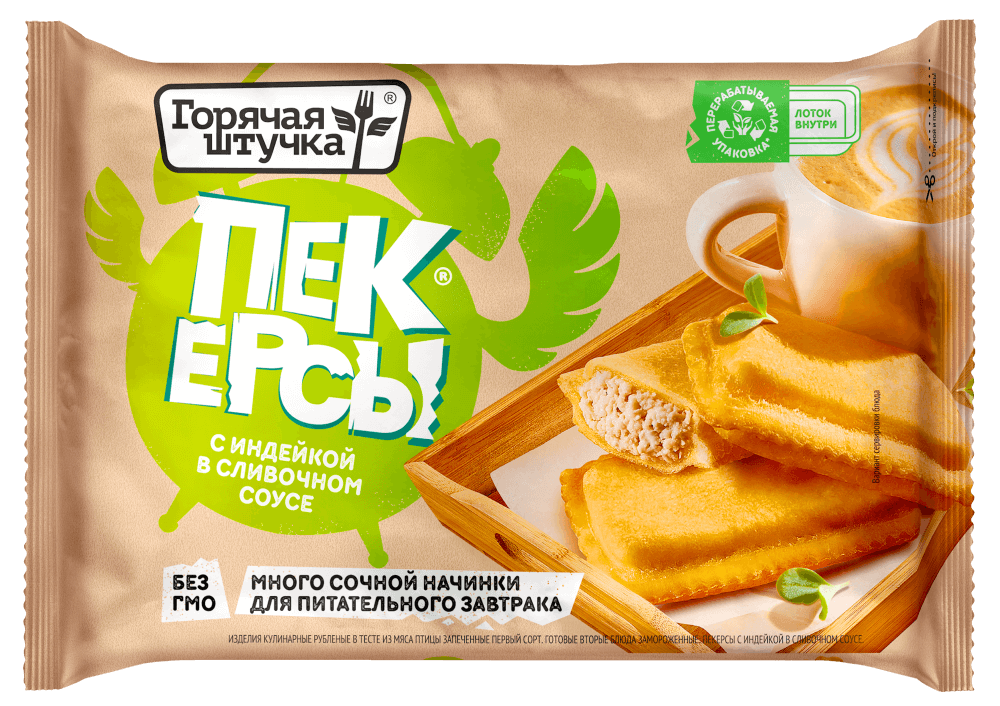 Горячая
штучка
®
ПЕК
ЕРСЫ
®
С ИНДЕЙКОЙ
В СЛИВОЧНОМ
СОУСЕ
ПЕРЕРАБАТЫВАЕМАЯ
УПАКОВКА*
ЛОТОК
ВНУТРИ
Вариант сервировки блюда
БЕЗ
ГМО
МНОГО СОЧНОЙ НАЧИНКИ
ДЛЯ ПИТАТЕЛЬНОГО ЗАВТРАКА
ИЗДЕЛИЯ КУЛИНАРНЫЕ РУБЛЕНЫЕ В ТЕСТЕ ИЗ МЯСА ПТИЦЫ ЗАПЕЧЕННЫЕ ПЕРВЫЙ СОРТ. ГОТОВЫЕ ВТОРЫЕ БЛЮДА ЗАМОРОЖЕННЫЕ. ПЕКЕРСЫ С ИНДЕЙКОЙ В СЛИВОЧНОМ СОУСЕ.